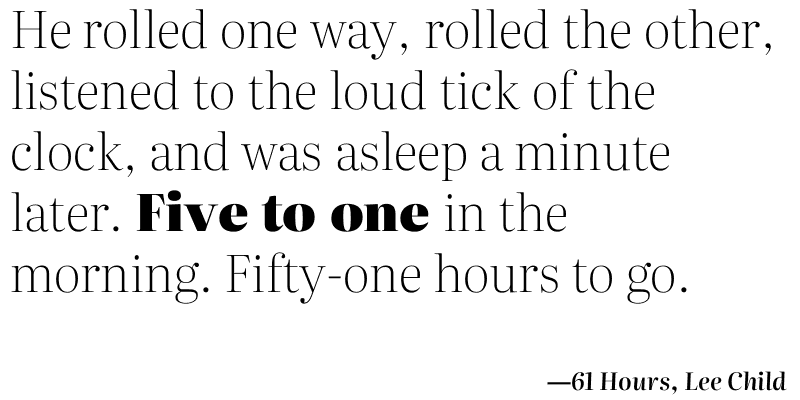 He rolled one way, rolled the other,
listened to the loud tick of the
clock, and was asleep a minute
later. Five to one in the
morning. Fifty-one hours to go.
—61 Hours, Lee Child